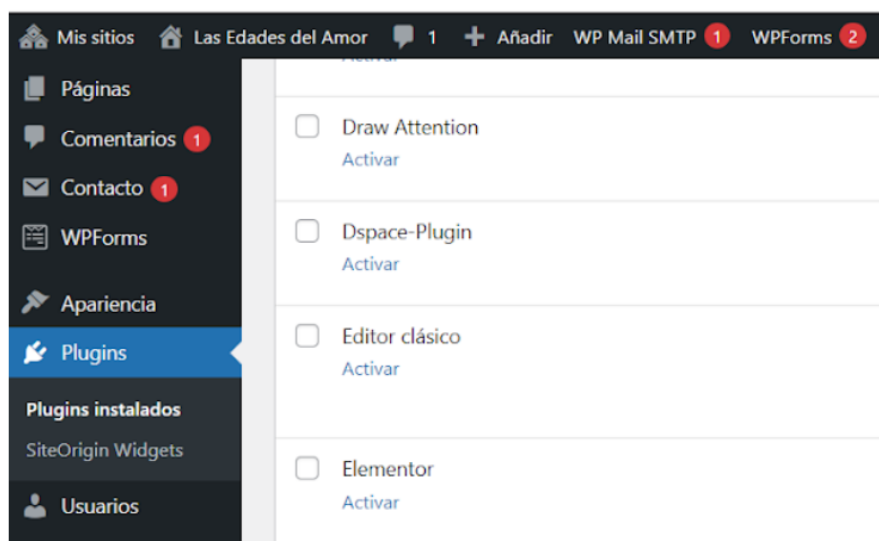 Mis sitios Las Edades del Amor 1 Añadir WP Mail SMTP 1 WPForms 2
Páginas
Comentarios 1
Contacto 1
WPForms
Apariencia
Plugins
Plugins instalados
SiteOrigin Widgets
Usuarios
Draw Attention
Activar
Dspace-Plugin
Activar
Editor clásico
Activar
Elementor
Activar